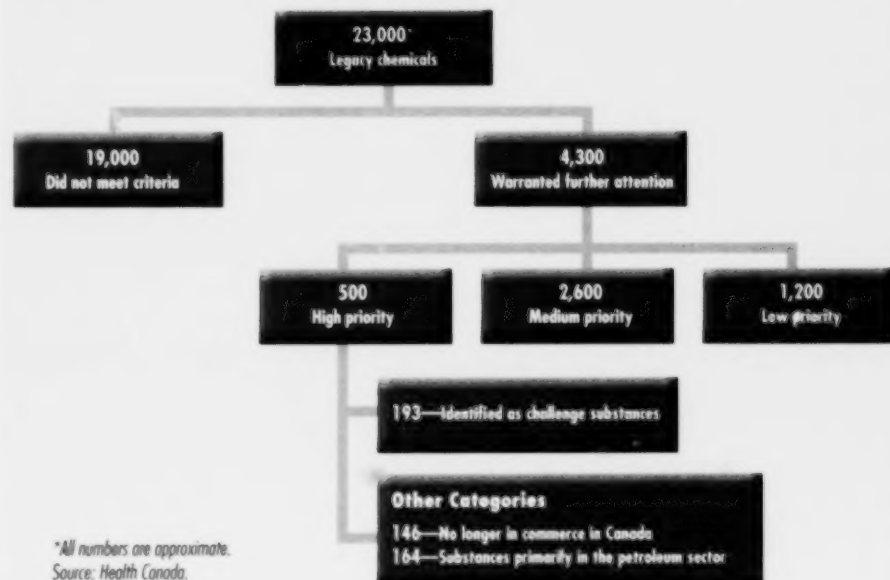 23,000*
Legacy chemicals
19,000
Did not meet criteria
4,300
Warranted further attention
500
High priority
2,600
Medium priority
1,200
Low priority
193—Identified as challenge substances
Other Categories
146—No longer in commerce in Canada
164—Substances primarily in the petroleum sector
*All numbers are approximate.
Source: Health Canada.